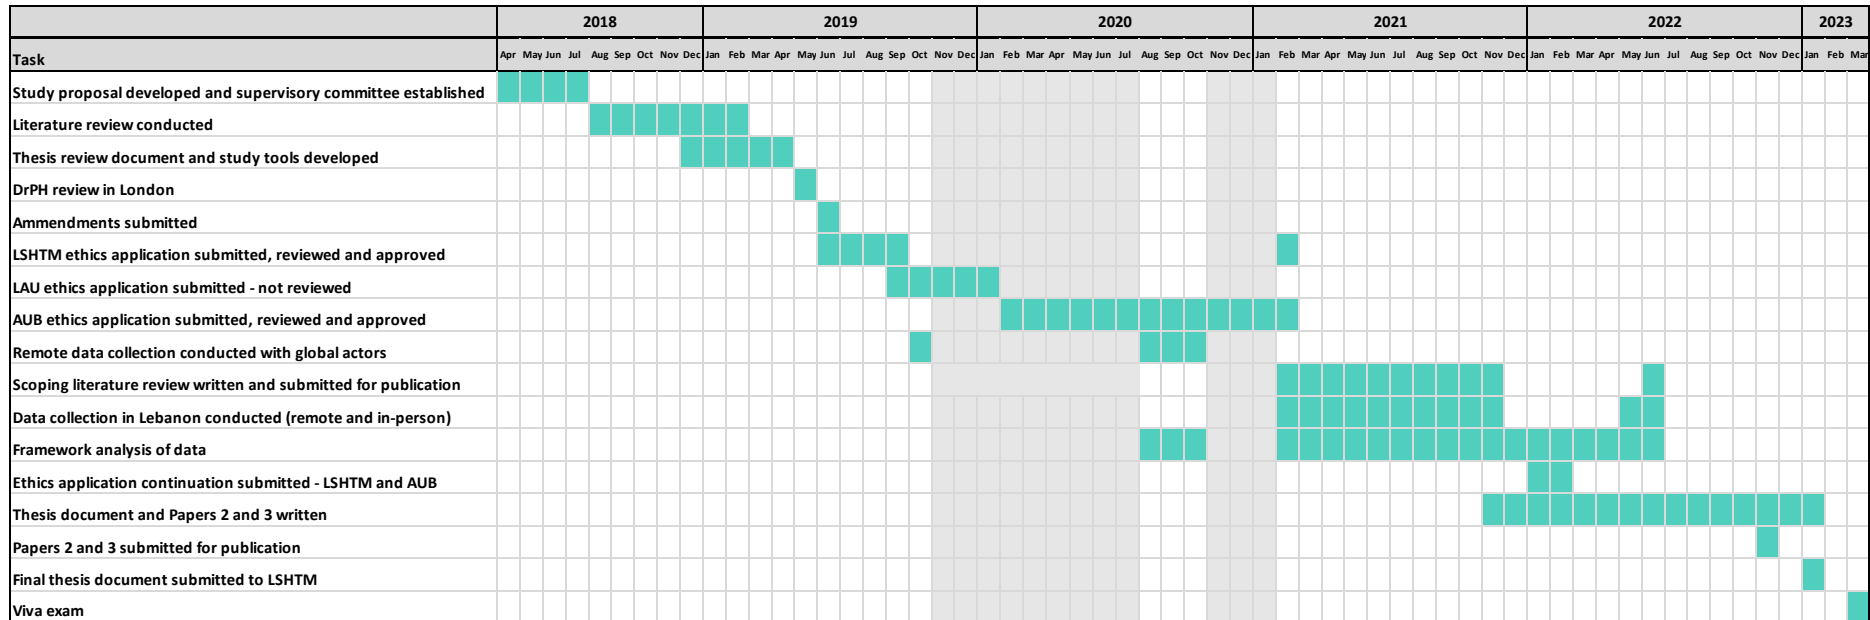 2018 2019 2020 2021 2022 2023
Task Apr May Jun Jul Aug Sep Oct Nov Dec Jan Feb Mar Apr May Jun Jul Aug Sep Oct Nov Dec Jan Feb Mar Apr May Jun Jul Aug Sep Oct Nov Dec Jan Feb Mar Apr May Jun Jul Aug Sep Oct Nov Dec Jan Feb Mar Apr May Jun Jul Aug Sep Oct Nov Dec Jan Feb Mar
Study proposal developed and supervisory committee established
Literature review conducted
Thesis review document and study tools developed
DrPH review in London
Ammendments submitted
LSHTM ethics application submitted, reviewed and approved
LAU ethics application submitted - not reviewed
AUB ethics application submitted, reviewed and approved
Remote data collection conducted with global actors
Scoping literature review written and submitted for publication
Data collection in Lebanon conducted (remote and in-person)
Framework analysis of data
Ethics application continuation submitted - LSHTM and AUB
Thesis document and Papers 2 and 3 written
Papers 2 and 3 submitted for publication
Final thesis document submitted to LSHTM
Viva exam